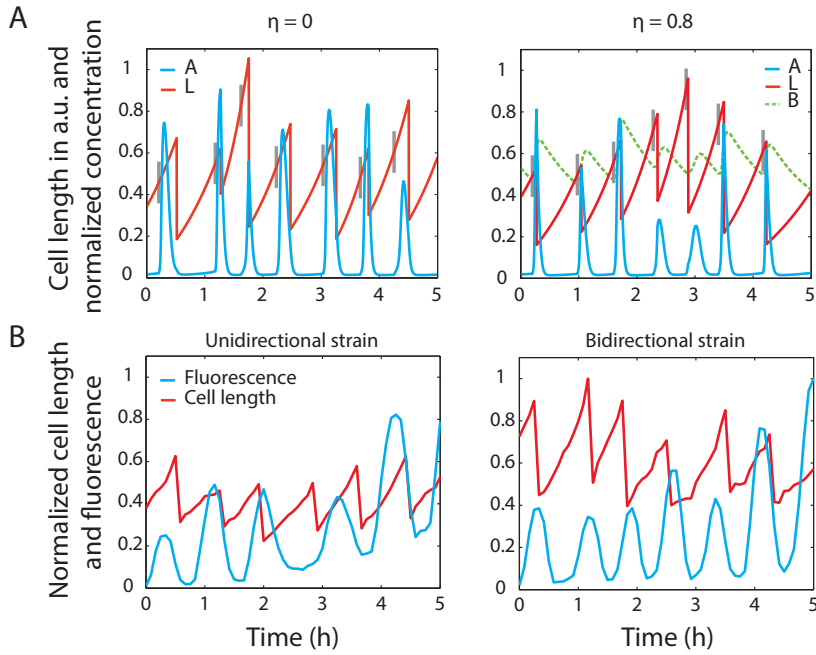 A
η = 0
η = 0.8
Cell length in a.u. and
normalized concentration
1
0.8
0.6
0.4
0.2
0
A
L
0 1 2 3 4 5
1
0.8
0.6
0.4
0.2
0
A
L
B
0 1 2 3 4 5
B
Unidirectional strain
Bidirectional strain
Normalized cell length
and fluorescence
1
0.8
0.6
0.4
0.2
0
Fluorescence
Cell length
0 1 2 3 4 5
Time (h)
1
0.8
0.6
0.4
0.2
0
0 1 2 3 4 5
Time (h)